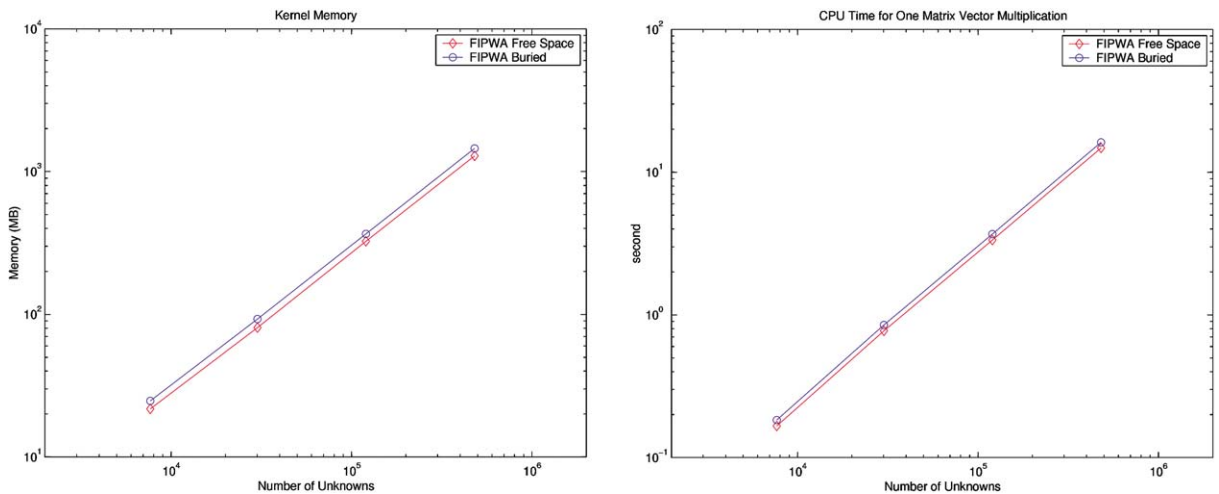 Kernel Memory
10^4
10^3
10^2
10^1
Memory (MB)
FIPWA Free Space
FIPWA Buried
10^4
10^5
10^6
Number of Unknowns
CPU Time for One Matrix Vector Multiplication
10^2
10^1
10^0
10^-1
second
FIPWA Free Space
FIPWA Buried
10^4
10^5
10^6
Number of Unknowns